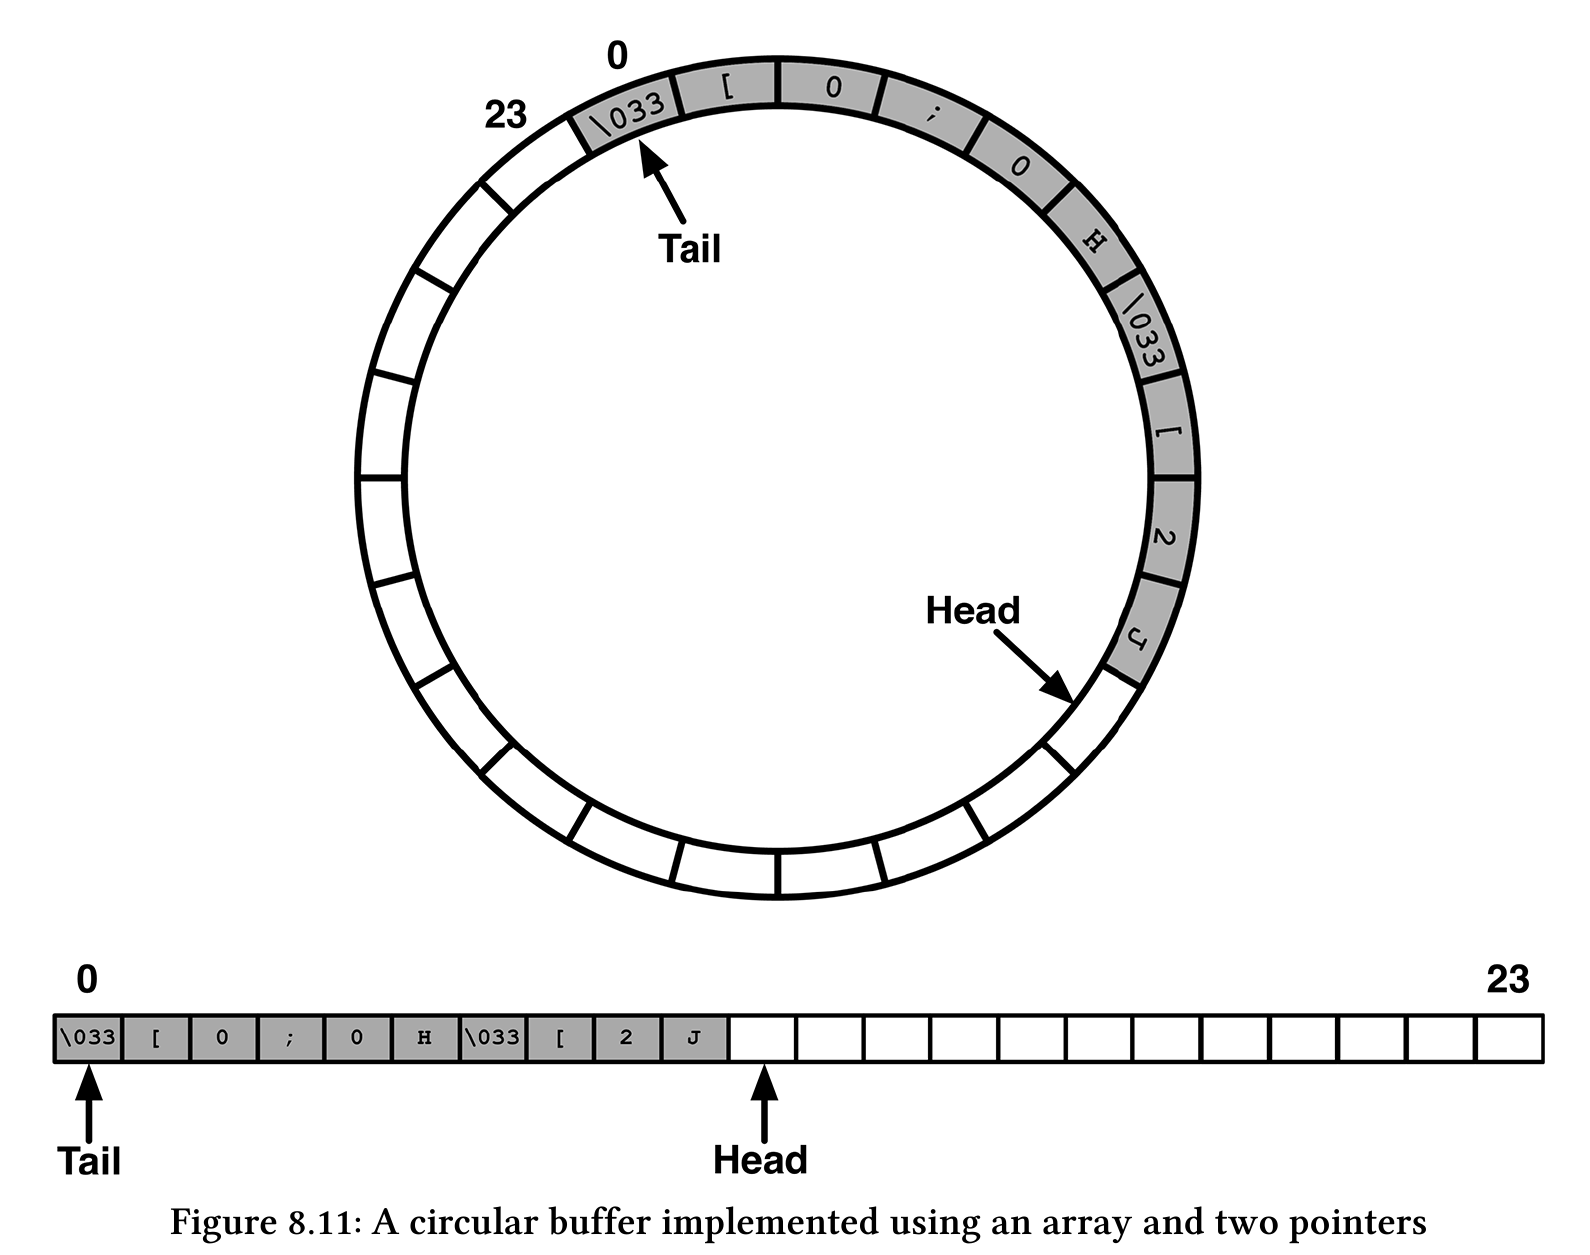 0
23
\033 [ 0 ; 0 H \033 [ 2 J
Tail
Head
0 23
\033 [ 0 ; 0 H \033 [ 2 J
Tail Head
Figure 8.11: A circular buffer implemented using an array and two pointers